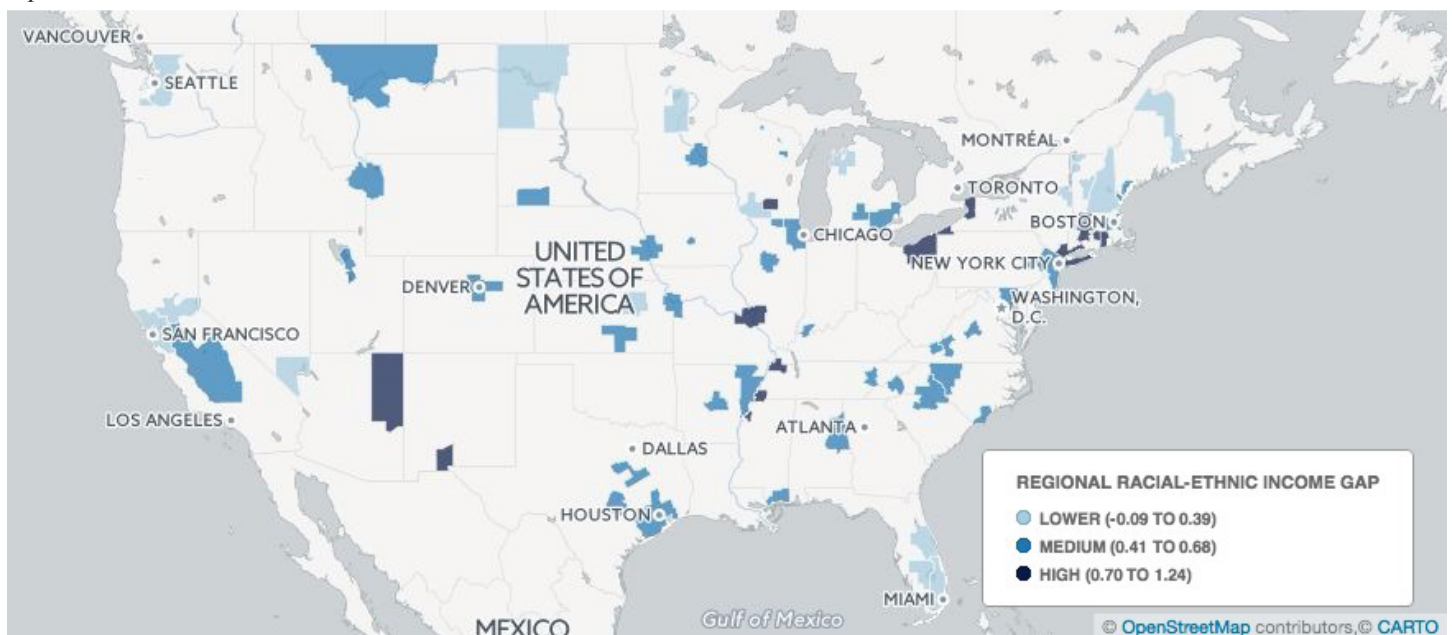 VANCOUVER
SEATTLE
MONTRÉAL
TORONTO
BOSTON
CHICAGO
NEW YORK CITY
UNITED
STATES OF
AMERICA
DENVER
WASHINGTON,
D.C.
SAN FRANCISCO
LOS ANGELES
ATLANTA
DALLAS
HOUSTON
MIAMI
Gulf of Mexico
MEXICO
REGIONAL RACIAL-ETHNIC INCOME GAP
LOWER (-0.09 TO 0.39)
MEDIUM (0.41 TO 0.68)
HIGH (0.70 TO 1.24)
© OpenStreetMap contributors,© CARTO